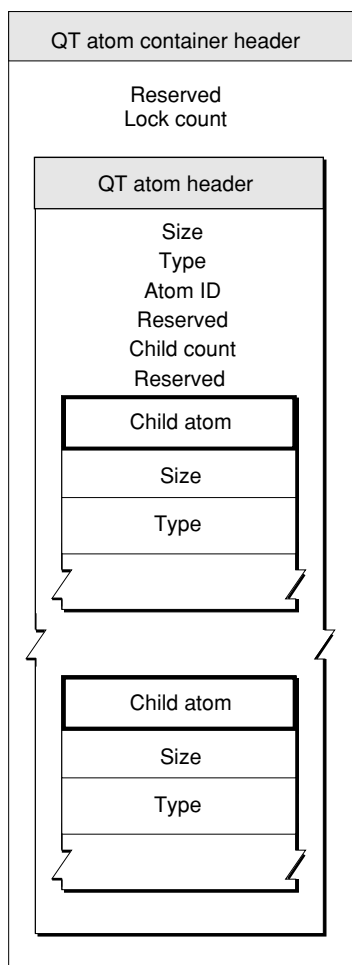 QT atom container header
Reserved
Lock count
QT atom header
Size
Type
Atom ID
Reserved
Child count
Reserved
Child atom
Size
Type
Child atom
Size
Type